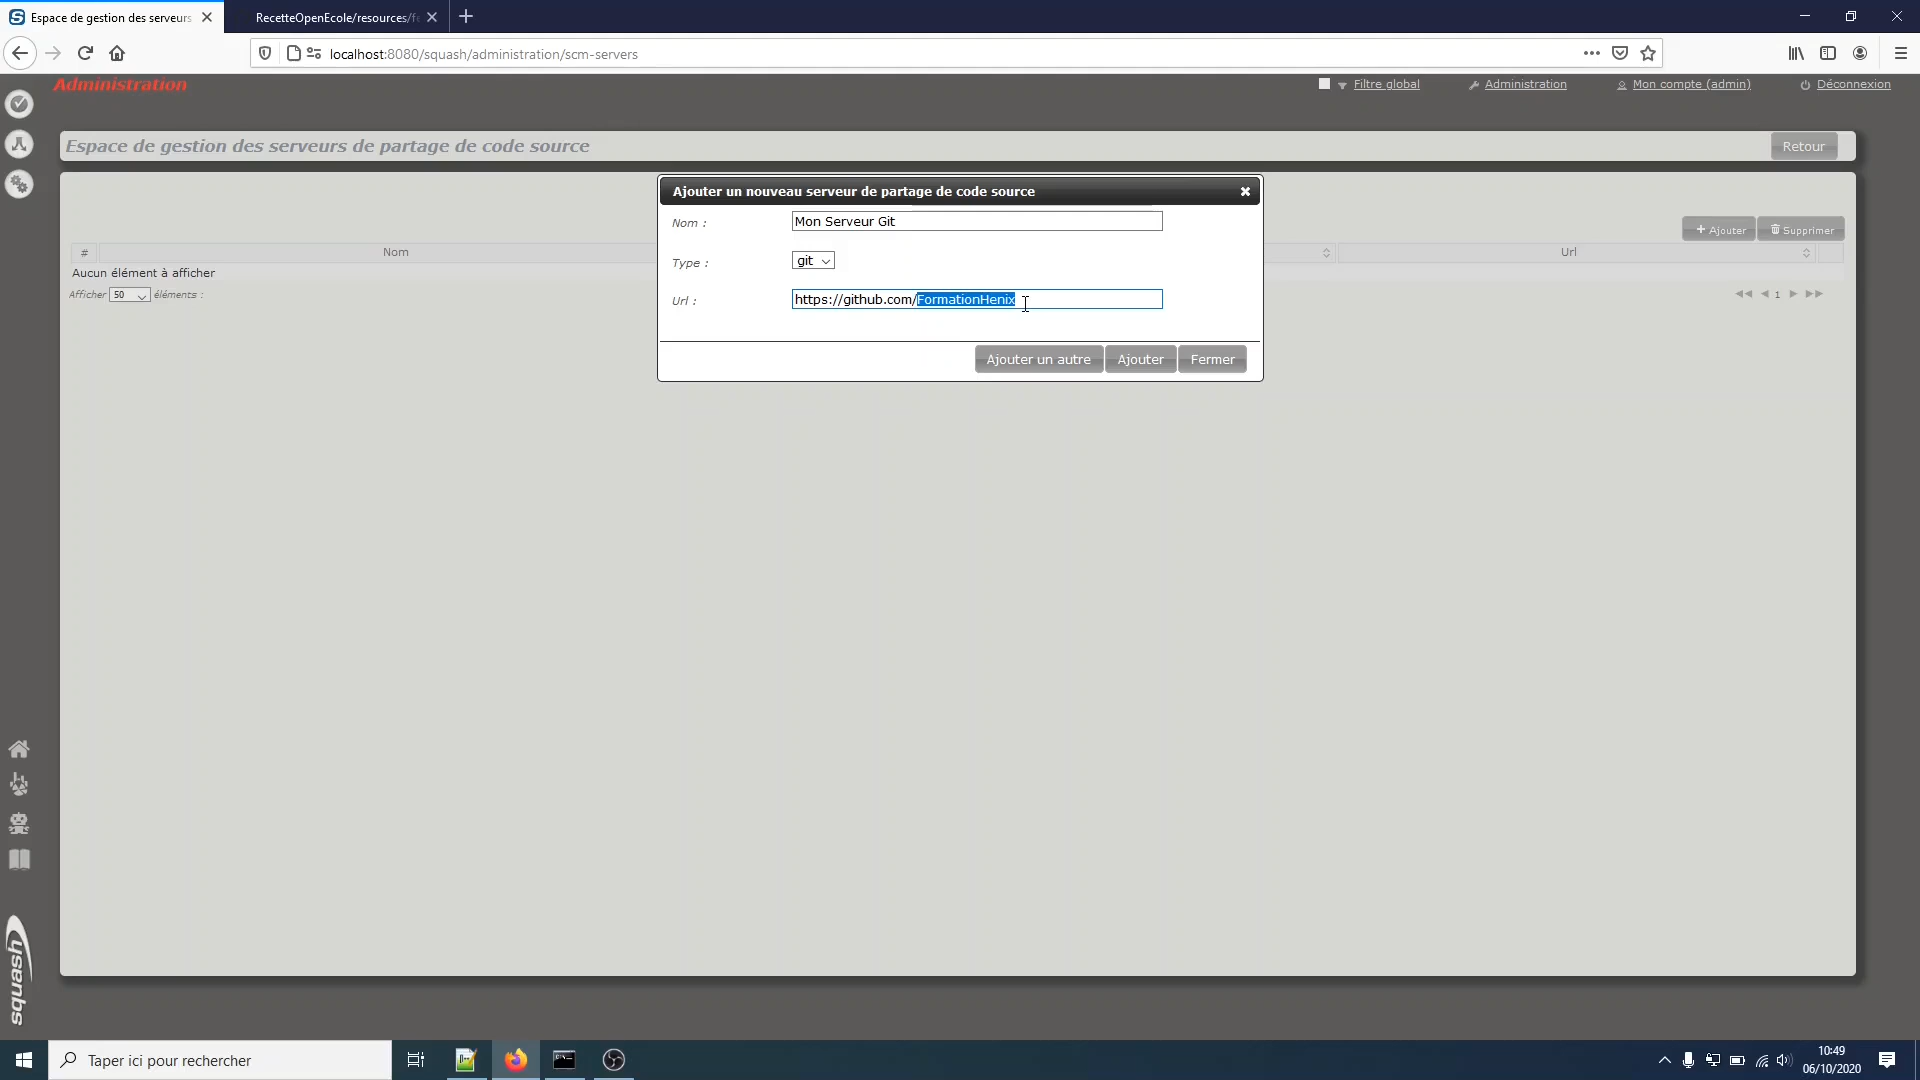 Espace de gestion des serveurs
RecetteOpenEcole/resources/f
localhost:8080/squash/administration/scm-servers
Administration
Filtre global
Administration
Mon compte (admin)
Déconnexion
Espace de gestion des serveurs de partage de code source
Retour
Ajouter un nouveau serveur de partage de code source
Nom :
Mon Serveur Git
Ajouter
Supprimer
#
Nom
Url
Type :
git
Aucun élément à afficher
Afficher 50 éléments :
1
Url :
https://github.com/FormationHenix
Ajouter un autre
Ajouter
Fermer
squash
Taper ici pour rechercher
10:49
06/10/2020